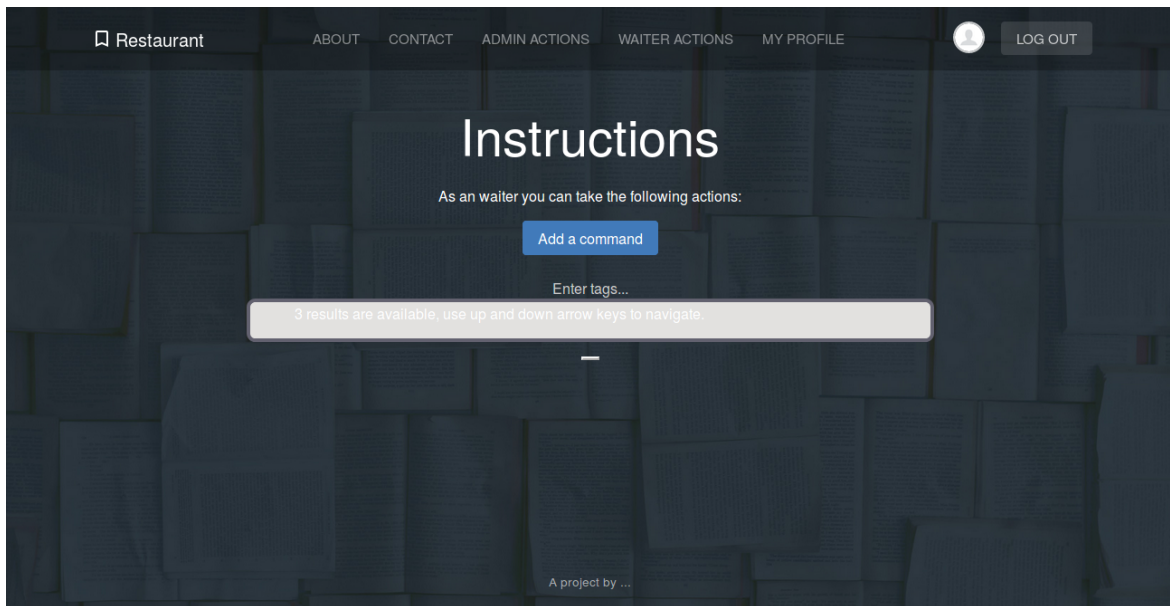 Restaurant
ABOUT CONTACT ADMIN ACTIONS WAITER ACTIONS MY PROFILE
LOG OUT
Instructions
As an waiter you can take the following actions:
Add a command
Enter tags...
3 results are available, use up and down arrow keys to navigate.
A project by ...